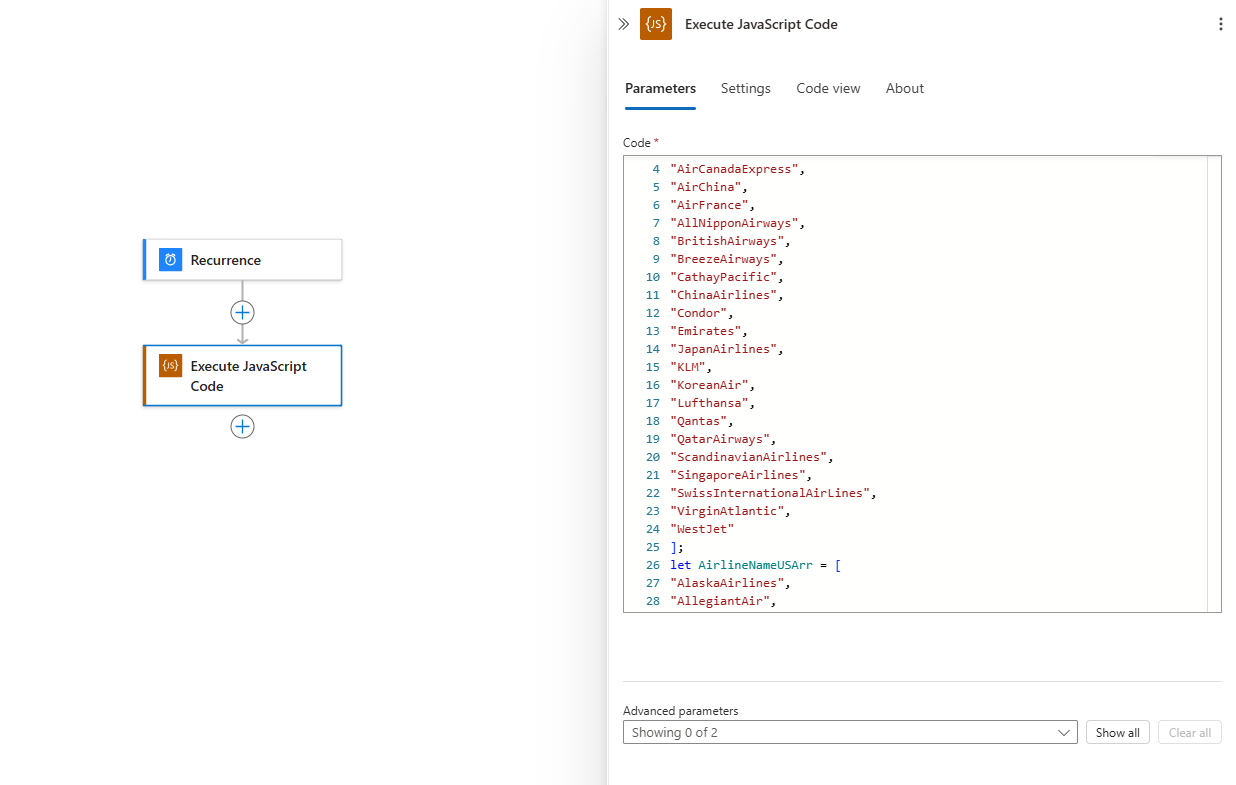 Recurrence
{JS} Execute JavaScript
Code
{JS} Execute JavaScript Code
Parameters Settings Code view About
Code *
4 "AirCanadaExpress",
5 "AirChina",
6 "AirFrance",
7 "AllNipponAirways",
8 "BritishAirways",
9 "BreezeAirways",
10 "CathayPacific",
11 "ChinaAirlines",
12 "Condor",
13 "Emirates",
14 "JapanAirlines",
15 "KLM",
16 "KoreanAir",
17 "Lufthansa",
18 "Qantas",
19 "QatarAirways",
20 "ScandinavianAirlines",
21 "SingaporeAirlines",
22 "SwissInternationalAirLines",
23 "VirginAtlantic",
24 "WestJet"
25 ];
26 let AirlineNameUSArr = [
27 "AlaskaAirlines",
28 "AllegiantAir",
Advanced parameters
Showing 0 of 2 Show all Clear all